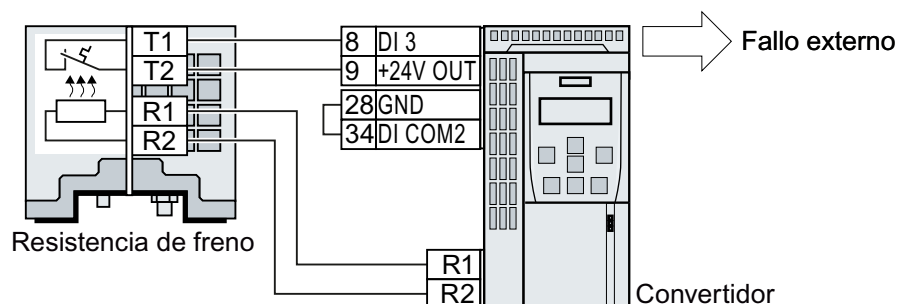 T1
T2
R1
R2
8 DI 3
9 +24V OUT
28 GND
34 DI COM2
Fallo externo
Resistencia de freno
R1
R2
Convertidor